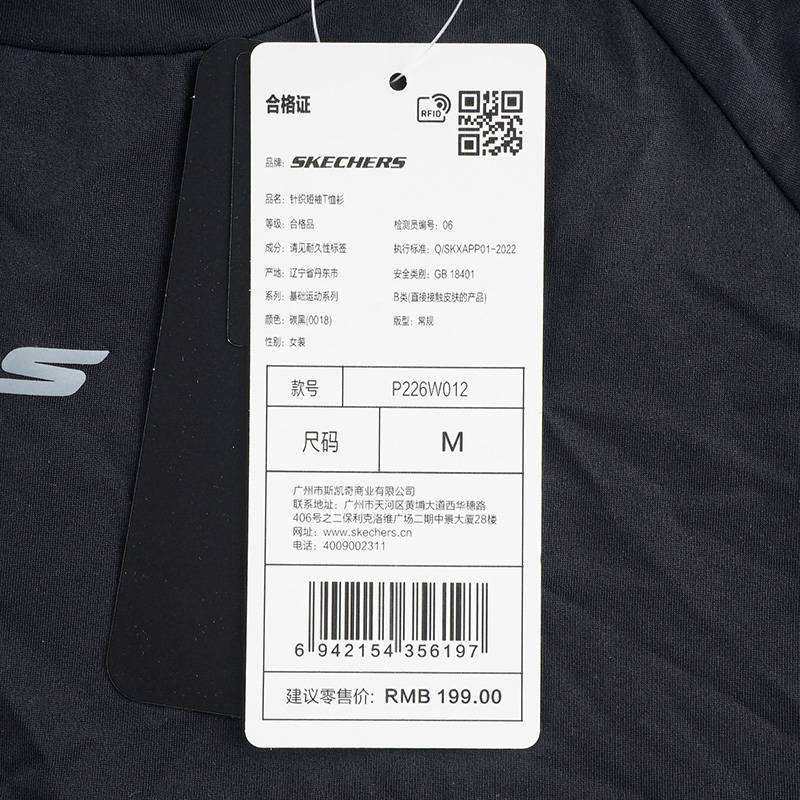 合格证
RFID
品牌: SKECHERS
品名: 针织短袖T恤衫
等级: 合格品 检测员编号: 06
成分: 请见耐久性标签 执行标准: Q/SKXAPP01-2022
产地: 辽宁省丹东市 安全类别: GB 18401
系列: 基础运动系列 B类(直接接触皮肤的产品)
颜色: 碳黑(0018) 版型: 常规
性别: 女装
S
款号 P226W012
尺码 M
广州市斯凯奇商业有限公司
联系地址: 广州市天河区黄埔大道西华穗路
406号之二保利克洛维广场二期中景大厦28楼
网址: www.skechers.cn
电话: 4009002311
6 942154 356197
建议零售价: RMB 199.00